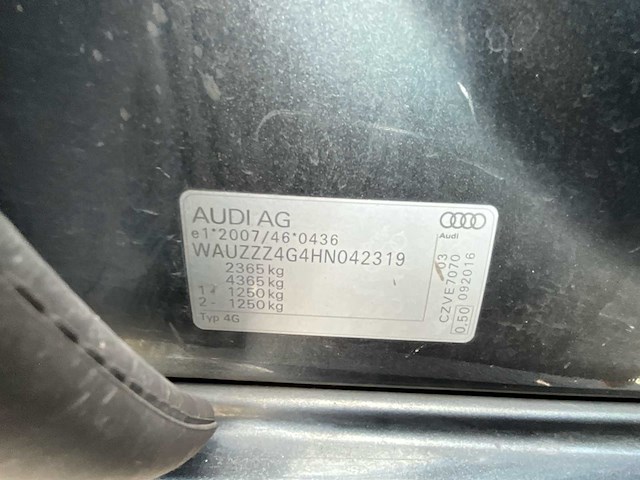 AUDI AG
e1*2007/46*0436
WAUZZZ4G4HN042319
2365 kg
4365 kg
1 - 1250 kg
2 - 1250 kg
Typ 4G
Audi
03
CZVE7070
0,50 092016